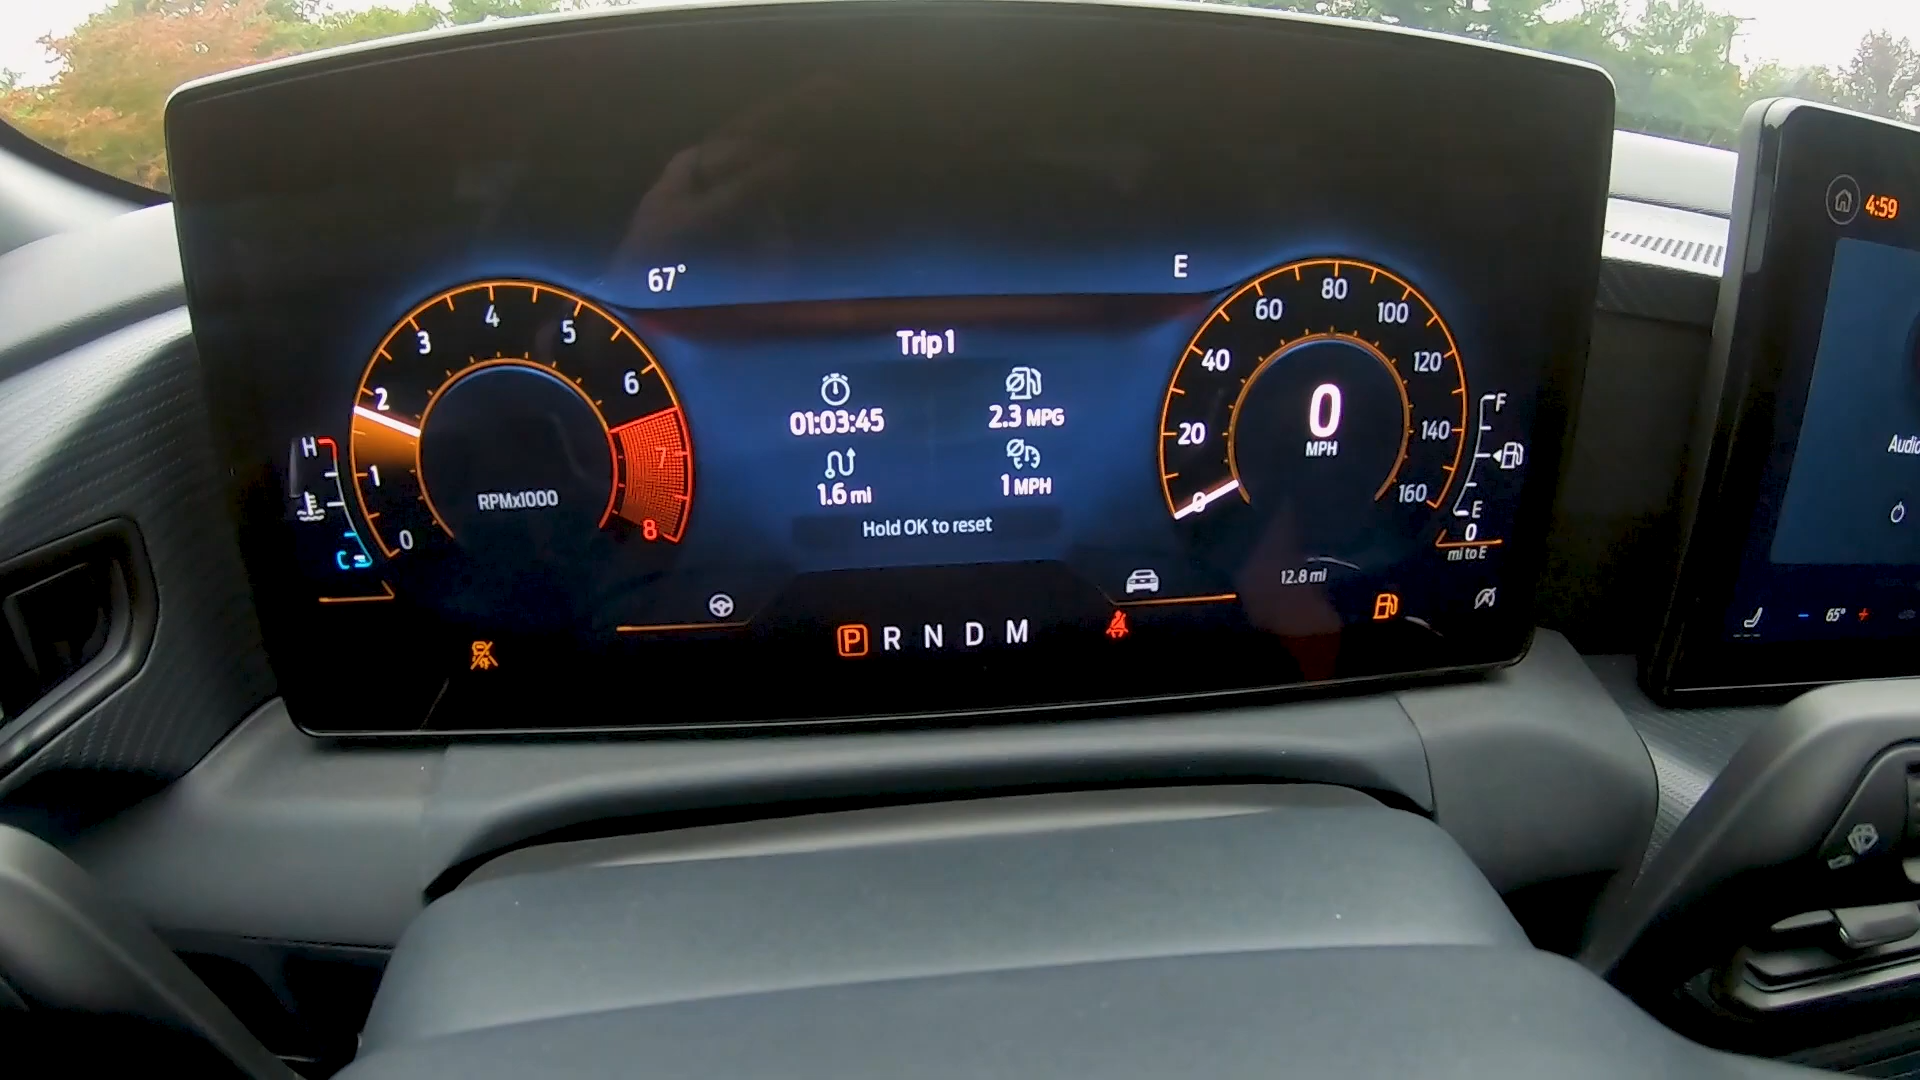 67°
E
4:59
Trip 1
01:03:45
2.3 MPG
1.6 mi
1 MPH
Hold OK to reset
0
1
2
3
4
5
6
7
8
RPMx1000
H
C
0
20
40
60
80
100
120
140
160
0
MPH
F
E
0
mi to E
12.8 mi
P R N D M
Audio
65°